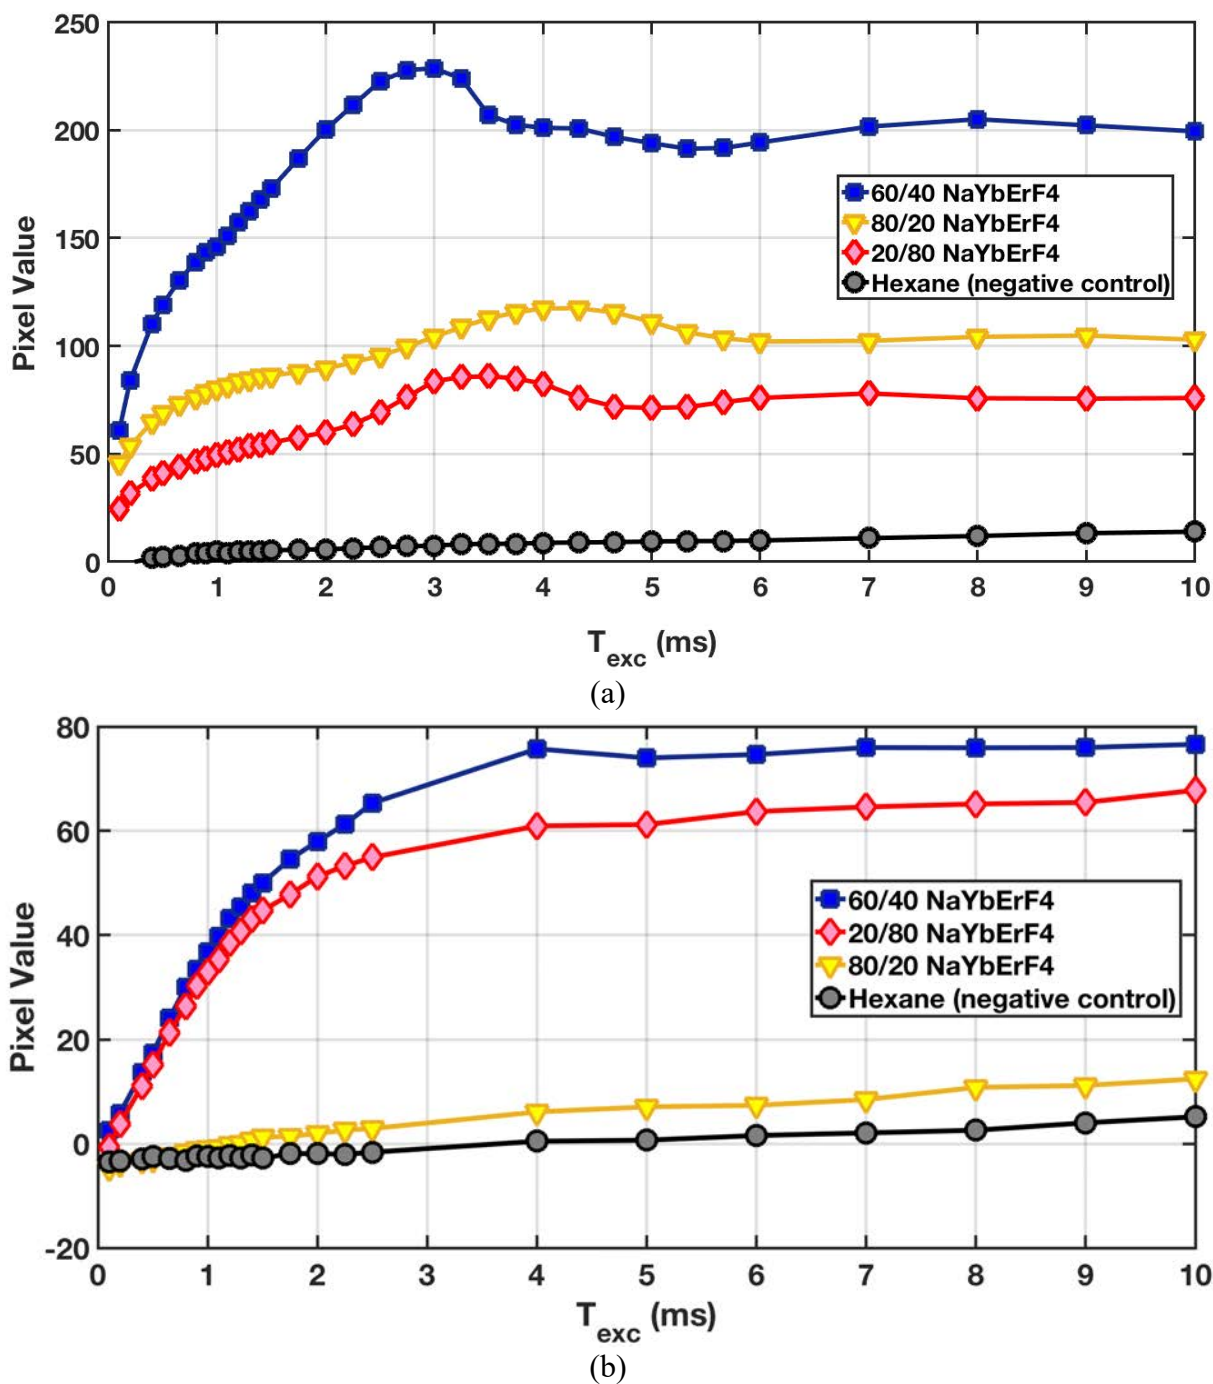 250
200
150
100
50
0
Pixel Value
60/40 NaYbErF4
80/20 NaYbErF4
20/80 NaYbErF4
Hexane (negative control)
0 1 2 3 4 5 6 7 8 9 10
Texc (ms)
(a)
80
60
40
20
0
-20
Pixel Value
60/40 NaYbErF4
20/80 NaYbErF4
80/20 NaYbErF4
Hexane (negative control)
0 1 2 3 4 5 6 7 8 9 10
Texc (ms)
(b)